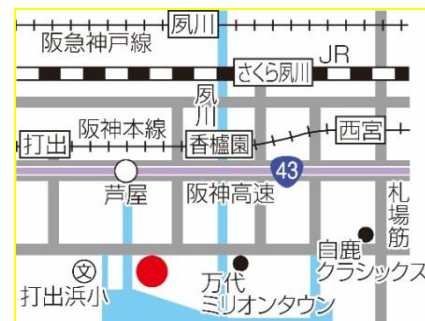 夙川
阪急神戸線
JR
さくら夙川
夙川
阪神本線
打出
香櫨園
西宮
43
芦屋
阪神高速
札場筋
白鹿
クラシックス
文
打出浜小
万代
ミリオンタウン